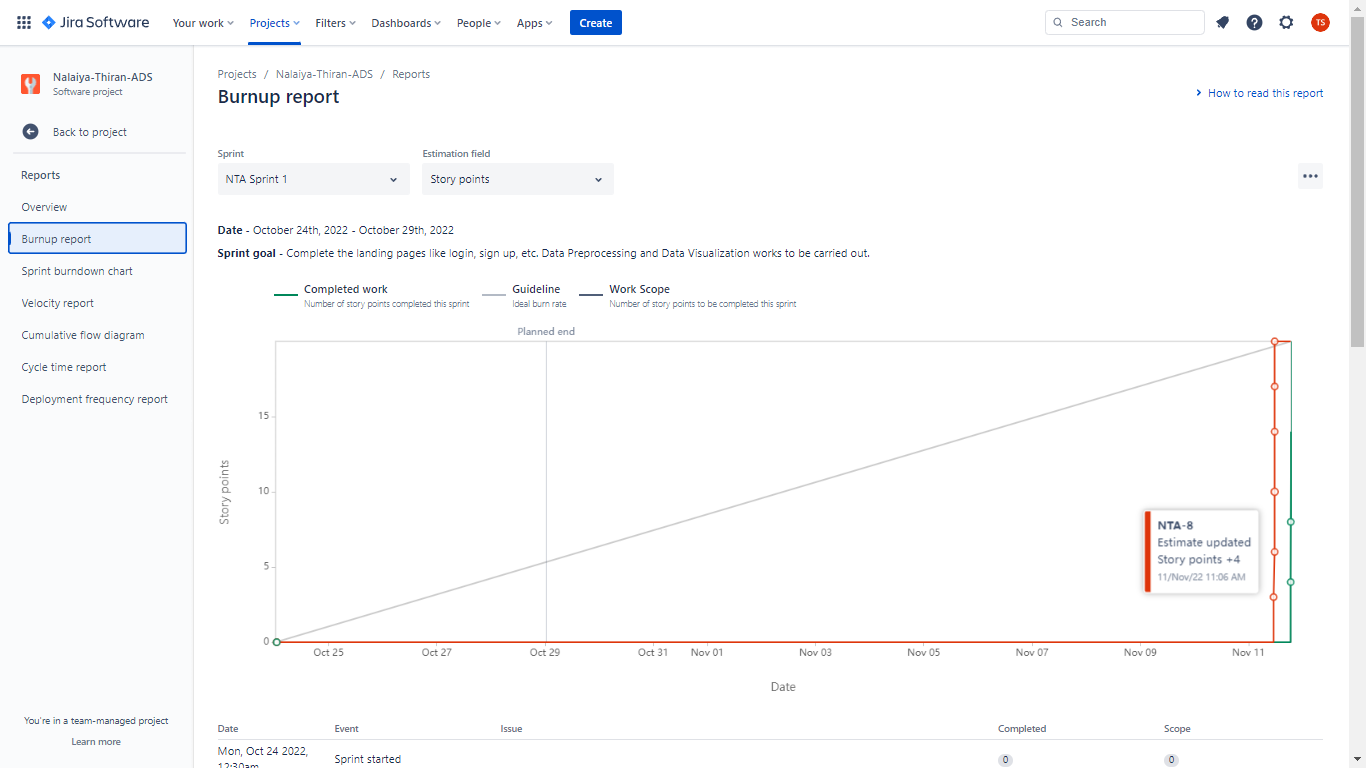 Jira Software
Your work
Projects
Filters
Dashboards
People
Apps
Create
Search
TS
Nalaiya-Thiran-ADS
Software project
Back to project
Reports
Overview
Burnup report
Sprint burndown chart
Velocity report
Cumulative flow diagram
Cycle time report
Deployment frequency report
You're in a team-managed project
Learn more
Projects / Nalaiya-Thiran-ADS / Reports
Burnup report
How to read this report
Sprint
Estimation field
NTA Sprint 1
Story points
Date - October 24th, 2022 - October 29th, 2022
Sprint goal - Complete the landing pages like login, sign up, etc. Data Preprocessing and Data Visualization works to be carried out.
Completed work
Number of story points completed this sprint
Guideline
Ideal burn rate
Work Scope
Number of story points to be completed this sprint
Planned end
15
10
5
0
Story points
NTA-8
Estimate updated
Story points +4
11/Nov/22 11:06 AM
Oct 25
Oct 27
Oct 29
Oct 31
Nov 01
Nov 03
Nov 05
Nov 07
Nov 09
Nov 11
Date
Date Event Issue Completed Scope
Mon, Oct 24 2022,
12:30am
Sprint started
0
0